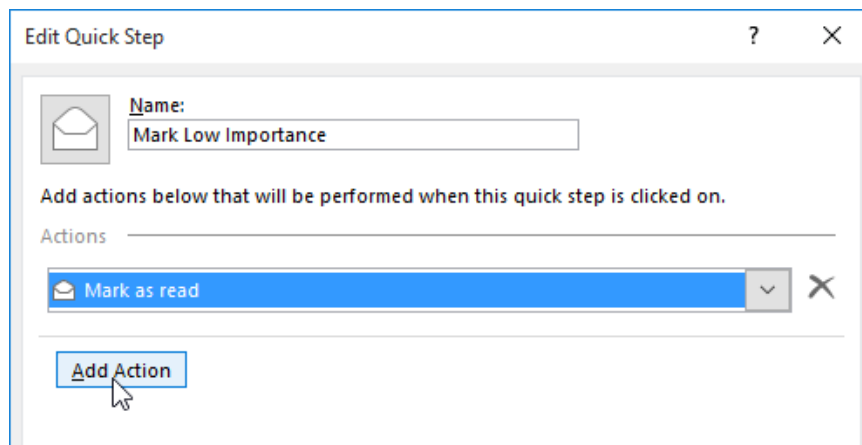 Edit Quick Step
?
Name:
Mark Low Importance
Add actions below that will be performed when this quick step is clicked on.
Actions
Mark as read
Add Action